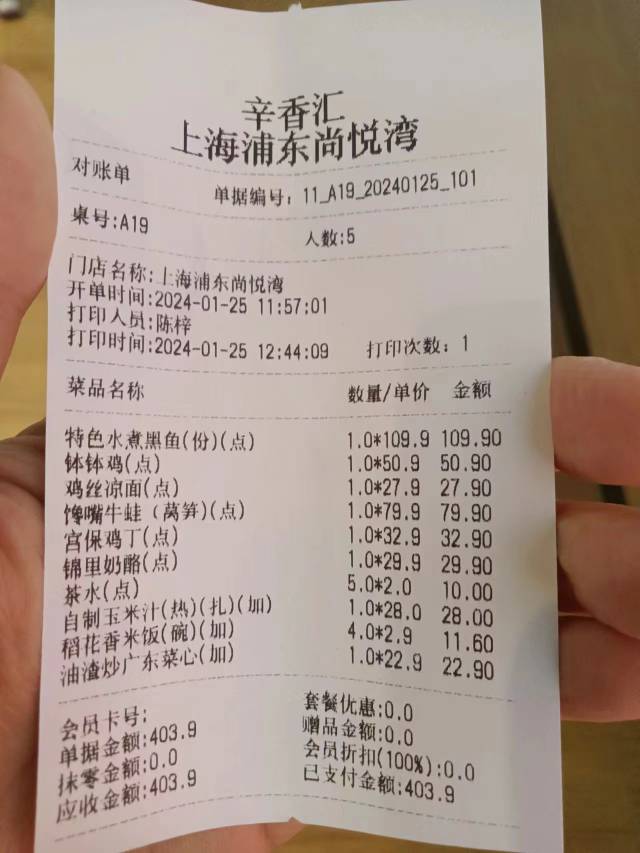 辛香汇
上海浦东尚悦湾
对账单 单据编号: 11_A19_20240125_101
桌号:A19 人数:5
门店名称:上海浦东尚悦湾
开单时间:2024-01-25 11:57:01
打印人员:陈梓
打印时间:2024-01-25 12:44:09 打印次数: 1
菜品名称 数量/单价 金额
特色水煮黑鱼(份)(点) 1.0*109.9 109.90
钵钵鸡(点) 1.0*50.9 50.90
鸡丝凉面(点) 1.0*27.9 27.90
馋嘴牛蛙（莴笋)(点) 1.0*79.9 79.90
宫保鸡丁(点) 1.0*32.9 32.90
锦里奶酪(点) 1.0*29.9 29.90
茶水(点) 5.0*2.0 10.00
自制玉米汁(热)(扎)(加) 1.0*28.0 28.00
稻花香米饭(碗)(加) 4.0*2.9 11.60
油渣炒广东菜心(加) 1.0*22.9 22.90
会员卡号: 套餐优惠:0.0
单据金额:403.9 赠品金额:0.0
抹零金额:0.0 会员折扣(100%):0.0
应收金额:403.9 已支付金额:403.9